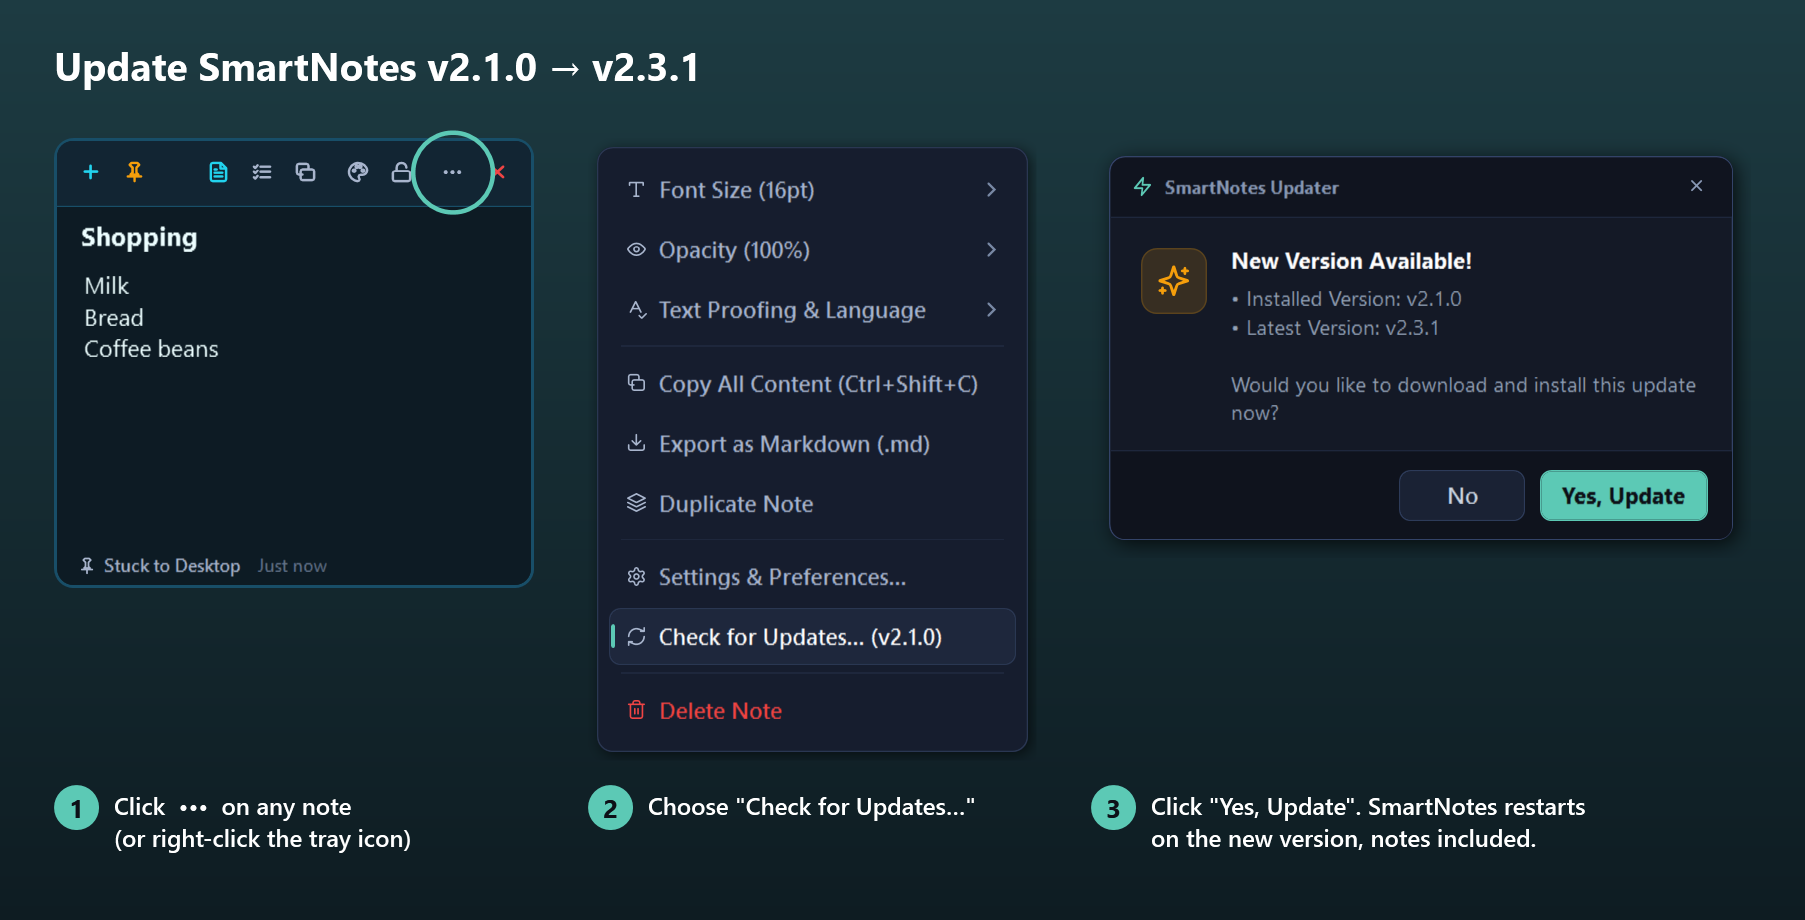 Update SmartNotes v2.1.0 → v2.3.1
Shopping
Milk
Bread
Coffee beans
Stuck to Desktop Just now
Font Size (16pt)
Opacity (100%)
Text Proofing & Language
Copy All Content (Ctrl+Shift+C)
Export as Markdown (.md)
Duplicate Note
Settings & Preferences...
Check for Updates... (v2.1.0)
Delete Note
SmartNotes Updater
New Version Available!
• Installed Version: v2.1.0
• Latest Version: v2.3.1
Would you like to download and install this update
now?
No
Yes, Update
1 Click ••• on any note
(or right-click the tray icon)
2 Choose "Check for Updates..."
3 Click "Yes, Update". SmartNotes restarts
on the new version, notes included.